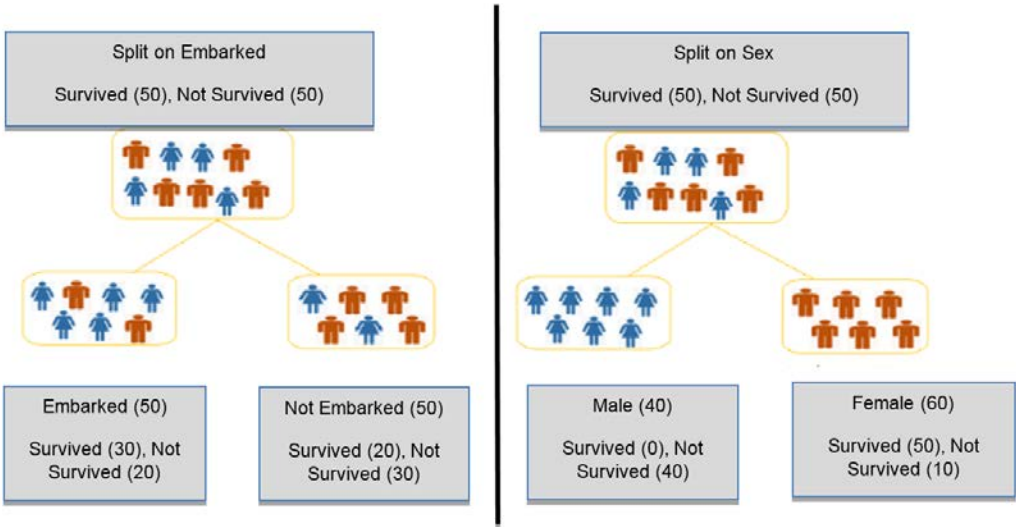 Split on Embarked
Survived (50), Not Survived (50)
Embarked (50)
Survived (30), Not
Survived (20)
Not Embarked (50)
Survived (20), Not
Survived (30)
Split on Sex
Survived (50), Not Survived (50)
Male (40)
Survived (0), Not
Survived (40)
Female (60)
Survived (50), Not
Survived (10)